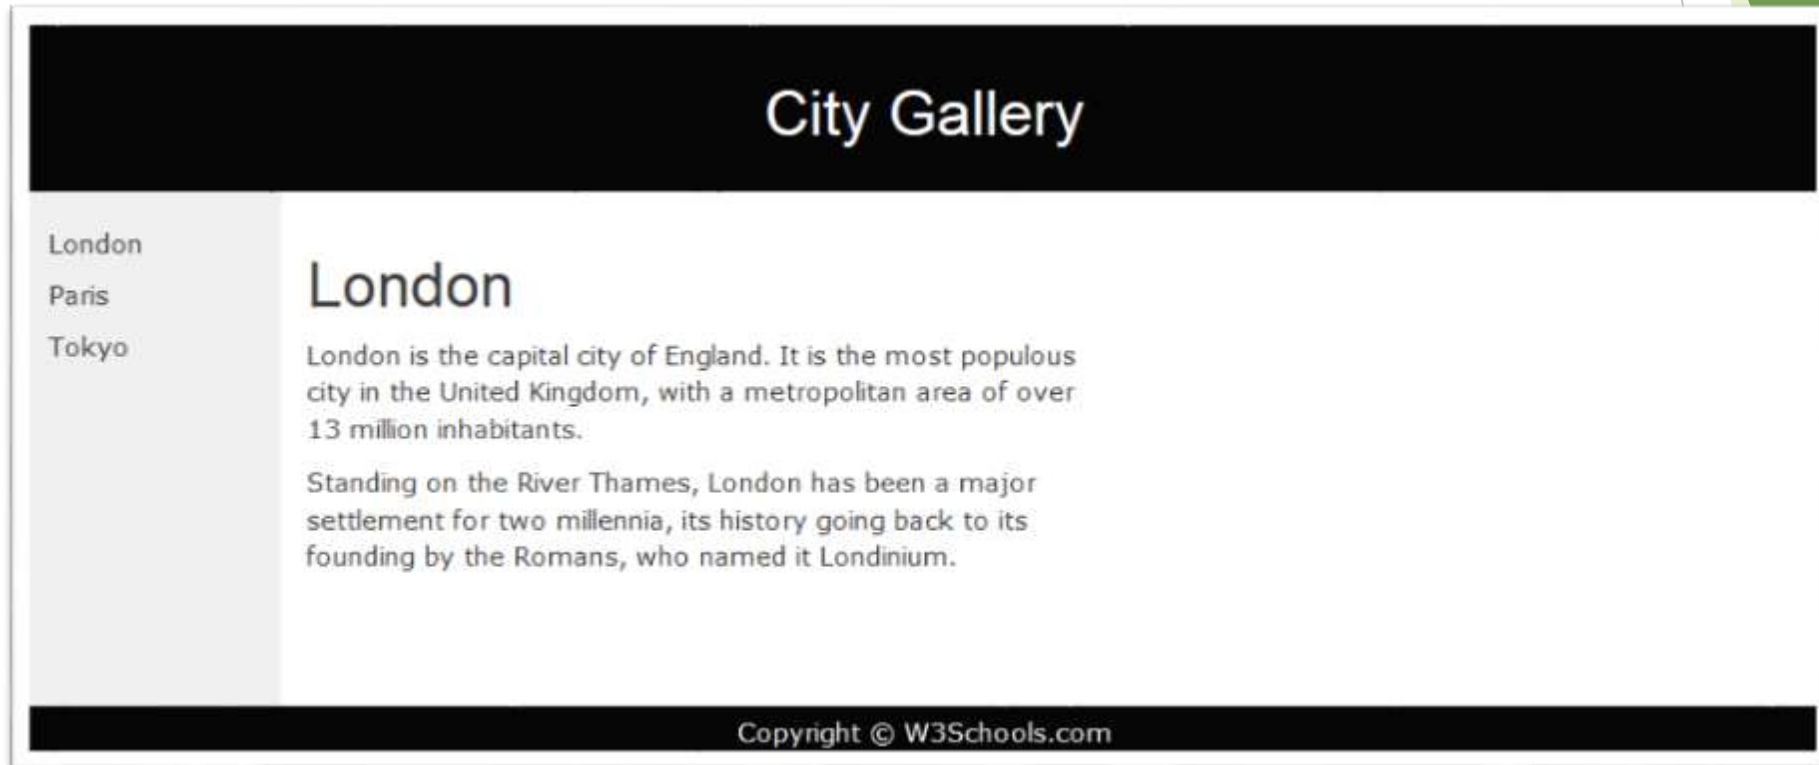 City Gallery
London
Paris
Tokyo
London
London is the capital city of England. It is the most populous
city in the United Kingdom, with a metropolitan area of over
13 million inhabitants.
Standing on the River Thames, London has been a major
settlement for two millennia, its history going back to its
founding by the Romans, who named it Londinium.
Copyright © W3Schools.com